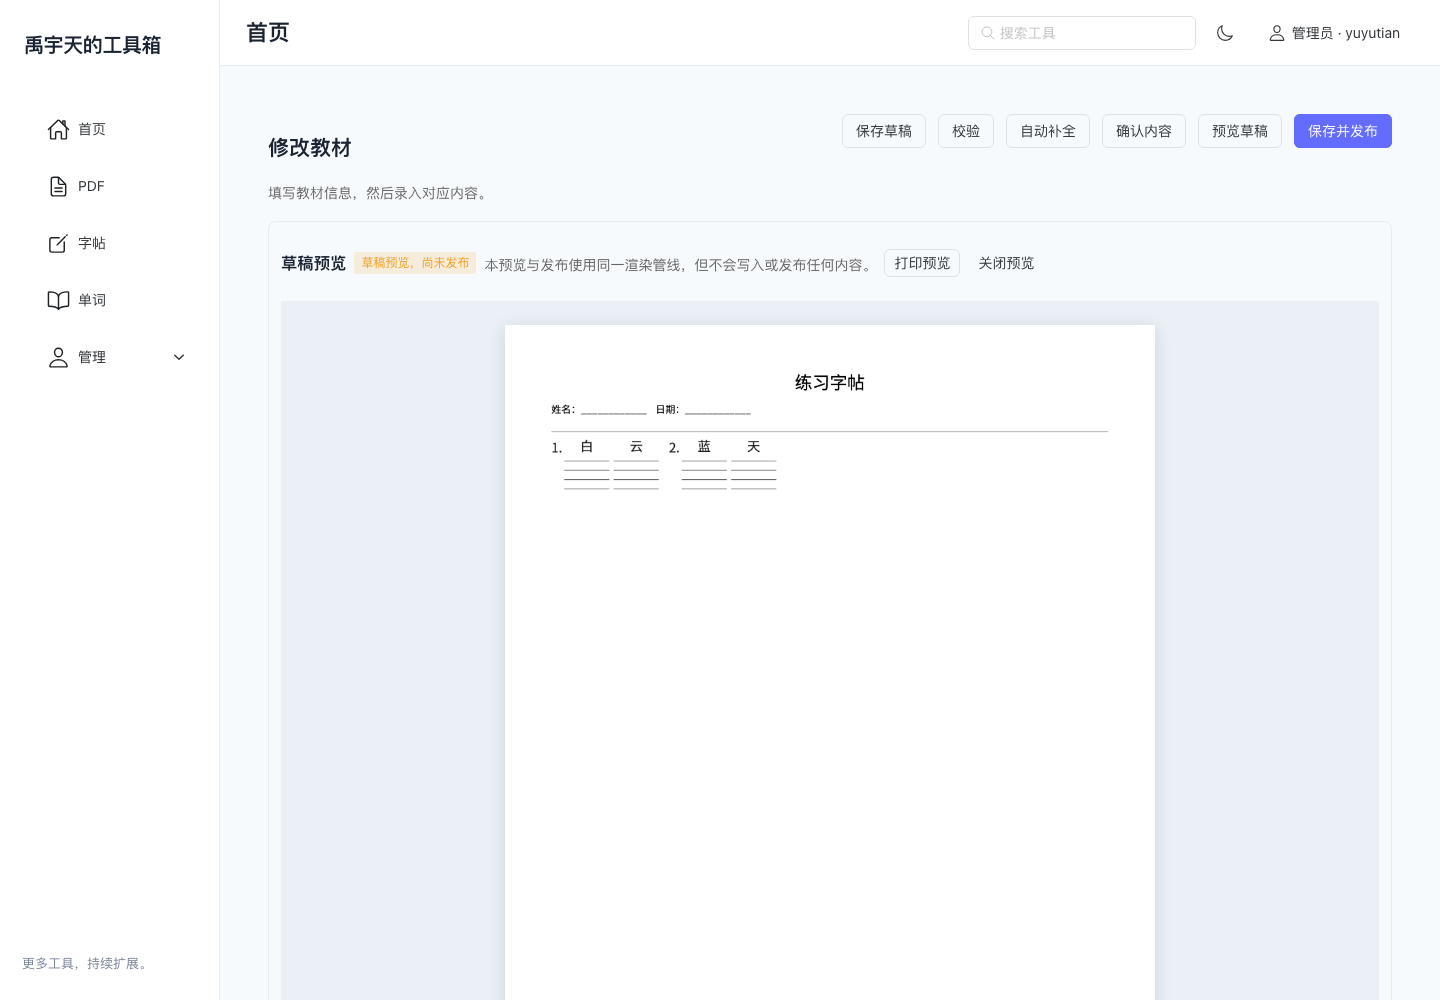 禹宇天的工具箱
首页
搜索工具
管理员 · yuyutian
首页
PDF
字帖
单词
管理
更多工具，持续扩展。
修改教材
保存草稿 校验 自动补全 确认内容 预览草稿 保存并发布
填写教材信息，然后录入对应内容。
草稿预览 草稿预览，尚未发布 本预览与发布使用同一渲染管线，但不会写入或发布任何内容。 打印预览 关闭预览
练习字帖
姓名：____________ 日期：____________
1. 白 云 2. 蓝 天